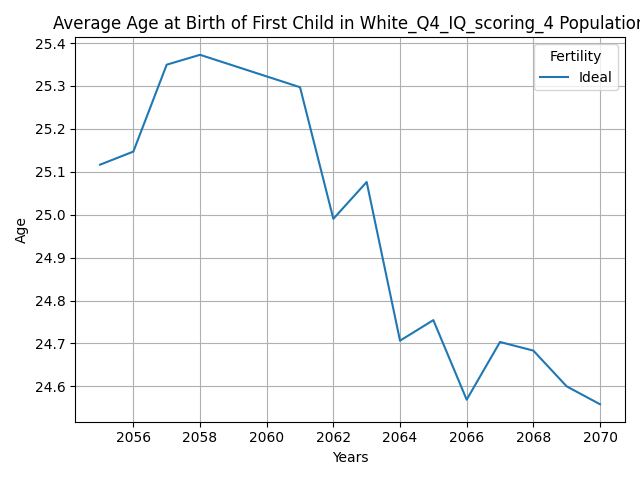 Average Age at Birth of First Child in White_Q4_IQ_scoring_4 Population
Fertility
Ideal
25.4
25.3
25.2
25.1
25.0
24.9
24.8
24.7
24.6
Age
2056 2058 2060 2062 2064 2066 2068 2070
Years